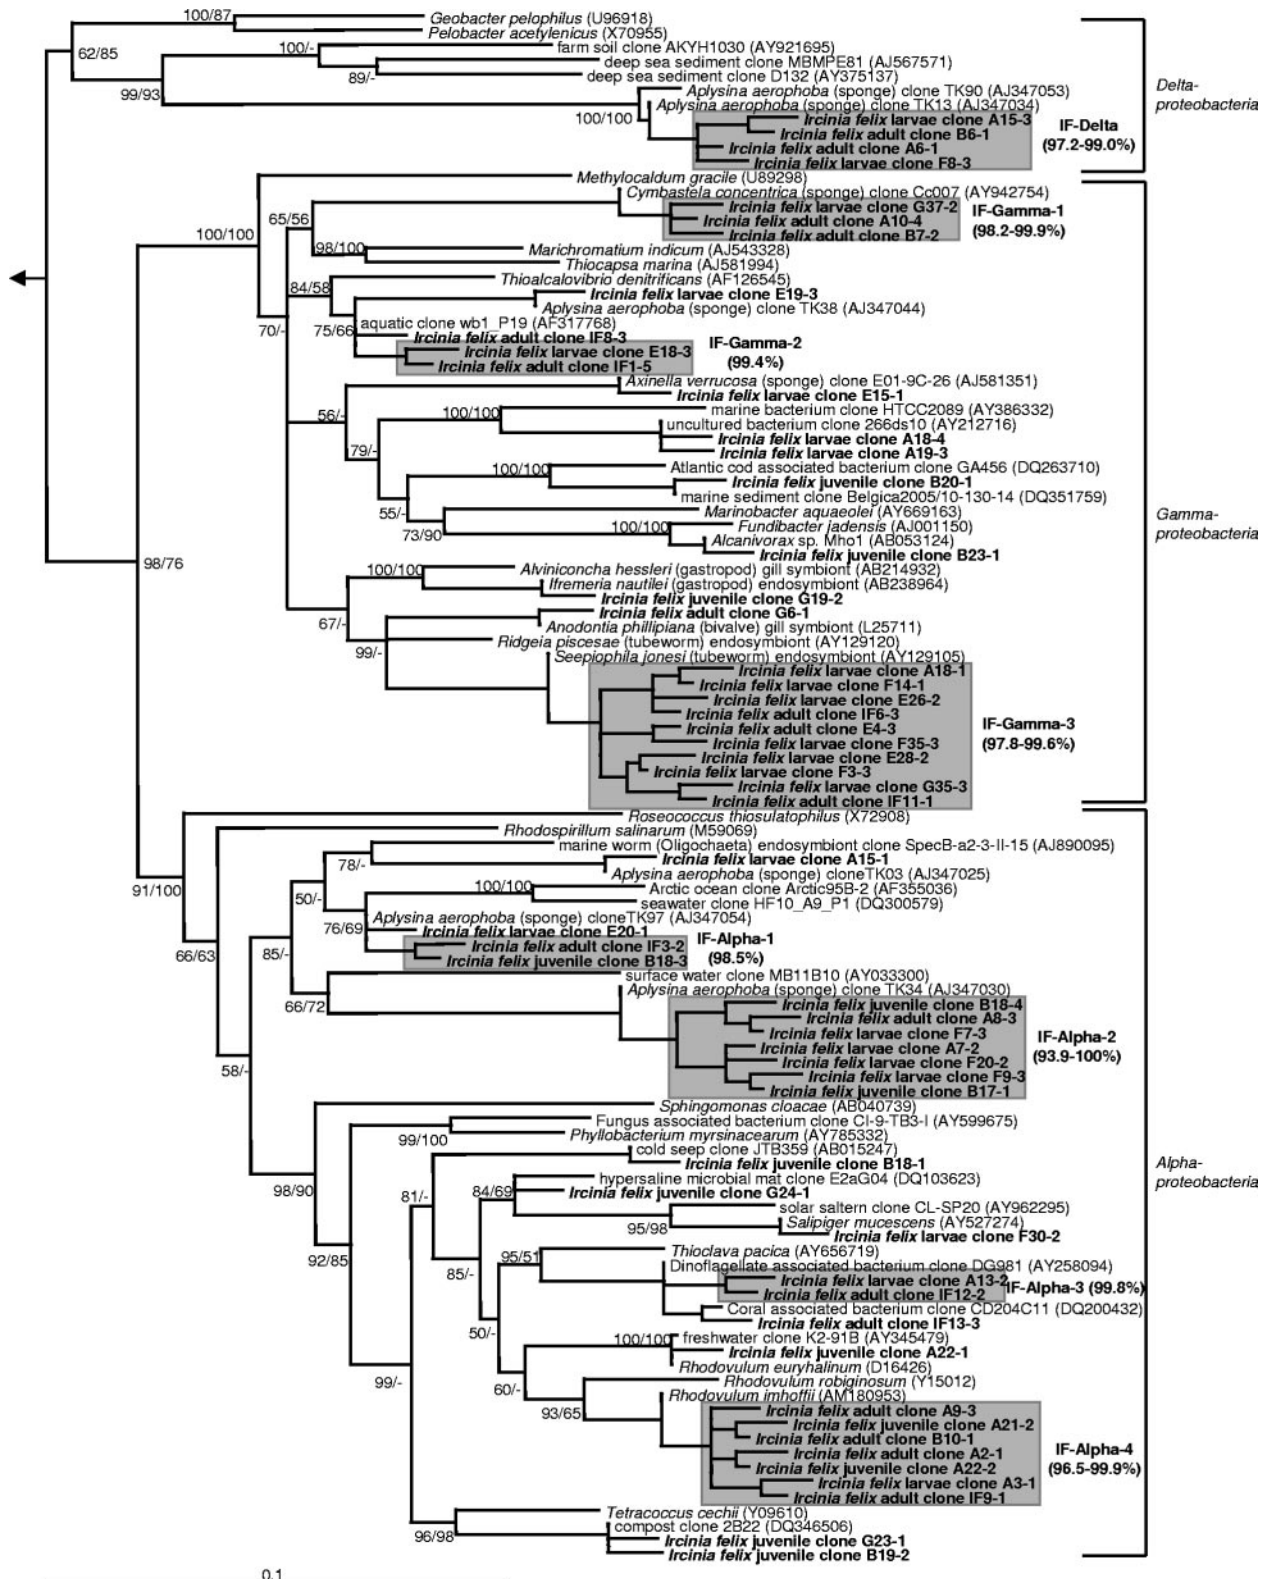 100/87
Geobacter pelophilus (U96918)
Pelobacter acetylenicus (X70955)
62/85
100/-
farm soil clone AKYH1030 (AY921695)
deep sea sediment clone MBMPE81 (AJ567571)
89/-
deep sea sediment clone D132 (AY375137)
99/93
Aplysina aerophoba (sponge) clone TK90 (AJ347053)
Aplysina aerophoba (sponge) clone TK13 (AJ347034)
100/100
Ircinia felix larvae clone A15-3
Ircinia felix adult clone B6-1
Ircinia felix adult clone A6-1
Ircinia felix larvae clone F8-3
IF-Delta
(97.2-99.0%)
Delta-
proteobacteria
Methylocaldum gracile (U89298)
Cymbastela concentrica (sponge) clone Cc007 (AY942754)
65/56
100/100
Ircinia felix larvae clone G37-2
Ircinia felix adult clone A10-4
Ircinia felix adult clone B7-2
IF-Gamma-1
(98.2-99.9%)
98/100
Marichromatium indicum (AJ543328)
Thiocapsa marina (AJ581994)
Thioalcalovibrio denitrificans (AF126545)
84/58
Ircinia felix larvae clone E19-3
Aplysina aerophoba (sponge) clone TK38 (AJ347044)
70/-
75/66
aquatic clone wb1_P19 (AF317768)
Ircinia felix adult clone IF8-3
Ircinia felix larvae clone E18-3
Ircinia felix adult clone IF1-5
IF-Gamma-2
(99.4%)
Axinella verrucosa (sponge) clone E01-9C-26 (AJ581351)
Ircinia felix larvae clone E15-1
56/-
100/100
marine bacterium clone HTCC2089 (AY386332)
uncultured bacterium clone 266ds10 (AY212716)
Ircinia felix larvae clone A18-4
79/-
Ircinia felix larvae clone A19-3
100/100
Atlantic cod associated bacterium clone GA456 (DQ263710)
Ircinia felix juvenile clone B20-1
marine sediment clone Belgica2005/10-130-14 (DQ351759)
55/-
Marinobacter aquaeolei (AY669163)
73/90
100/100
Fundibacter jadensis (AJ001150)
Alcanivorax sp. Mho1 (AB053124)
Ircinia felix juvenile clone B23-1
Gamma-
proteobacteria
98/76
100/100
Alviniconcha hessleri (gastropod) gill symbiont (AB214932)
Ifremeria nautilei (gastropod) endosymbiont (AB238964)
Ircinia felix juvenile clone G19-2
Ircinia felix adult clone G6-1
67/-
Anodontia phillipiana (bivalve) gill symbiont (L25711)
Ridgeia piscesae (tubeworm) endosymbiont (AY129120)
99/-
Seepiophila jonesi (tubeworm) endosymbiont (AY129105)
Ircinia felix larvae clone A18-1
Ircinia felix larvae clone F14-1
Ircinia felix larvae clone E26-2
Ircinia felix adult clone IF6-3
Ircinia felix adult clone E4-3
Ircinia felix larvae clone F35-3
Ircinia felix larvae clone E28-2
Ircinia felix larvae clone F3-3
Ircinia felix larvae clone G35-3
Ircinia felix adult clone IF11-1
IF-Gamma-3
(97.8-99.6%)
Roseococcus thiosulatophilus (X72908)
Rhodospirillum salinarum (M59069)
marine worm (Oligochaeta) endosymbiont clone SpecB-a2-3-II-15 (AJ890095)
78/-
Ircinia felix larvae clone A15-1
Aplysina aerophoba (sponge) cloneTK03 (AJ347025)
91/100
100/100
Arctic ocean clone Arctic95B-2 (AF355036)
seawater clone HF10_A9_P1 (DQ300579)
50/-
Aplysina aerophoba (sponge) cloneTK97 (AJ347054)
76/69
Ircinia felix larvae clone E20-1
Ircinia felix adult clone IF3-2
Ircinia felix juvenile clone B18-3
IF-Alpha-1
(98.5%)
66/63
85/-
surface water clone MB11B10 (AY033300)
Aplysina aerophoba (sponge) clone TK34 (AJ347030)
66/72
Ircinia felix juvenile clone B18-4
Ircinia felix adult clone A8-3
Ircinia felix larvae clone F7-3
Ircinia felix larvae clone A7-2
Ircinia felix larvae clone F20-2
Ircinia felix larvae clone F9-3
Ircinia felix juvenile clone B17-1
IF-Alpha-2
(93.9-100%)
58/-
Sphingomonas cloacae (AB040739)
Fungus associated bacterium clone CI-9-TB3-I (AY599675)
99/100
Phyllobacterium myrsinacearum (AY785332)
cold seep clone JTB359 (AB015247)
Ircinia felix juvenile clone B18-1
Alpha-
proteobacteria
98/90
81/-
84/69
hypersaline microbial mat clone E2aG04 (DQ103623)
Ircinia felix juvenile clone G24-1
solar saltern clone CL-SP20 (AY962295)
95/98
Salipiger mucescens (AY527274)
Ircinia felix larvae clone F30-2
92/85
95/51
Thioclava pacica (AY656719)
85/-
Dinoflagellate associated bacterium clone DG981 (AY258094)
Ircinia felix larvae clone A13-2
Ircinia felix adult clone IF12-2
IF-Alpha-3 (99.8%)
Coral associated bacterium clone CD204C11 (DQ200432)
Ircinia felix adult clone IF13-3
50/-
100/100
freshwater clone K2-91B (AY345479)
Ircinia felix juvenile clone A22-1
Rhodovulum euryhalinum (D16426)
99/-
60/-
Rhodovulum robiginosum (Y15012)
Rhodovulum imhoffii (AM180953)
93/65
Ircinia felix adult clone A9-3
Ircinia felix juvenile clone A21-2
Ircinia felix adult clone B10-1
Ircinia felix adult clone A2-1
Ircinia felix juvenile clone A22-2
Ircinia felix larvae clone A3-1
Ircinia felix adult clone IF9-1
IF-Alpha-4
(96.5-99.9%)
Tetracoccus cechii (Y09610)
96/98
compost clone 2B22 (DQ346506)
Ircinia felix juvenile clone G23-1
Ircinia felix juvenile clone B19-2
0.1